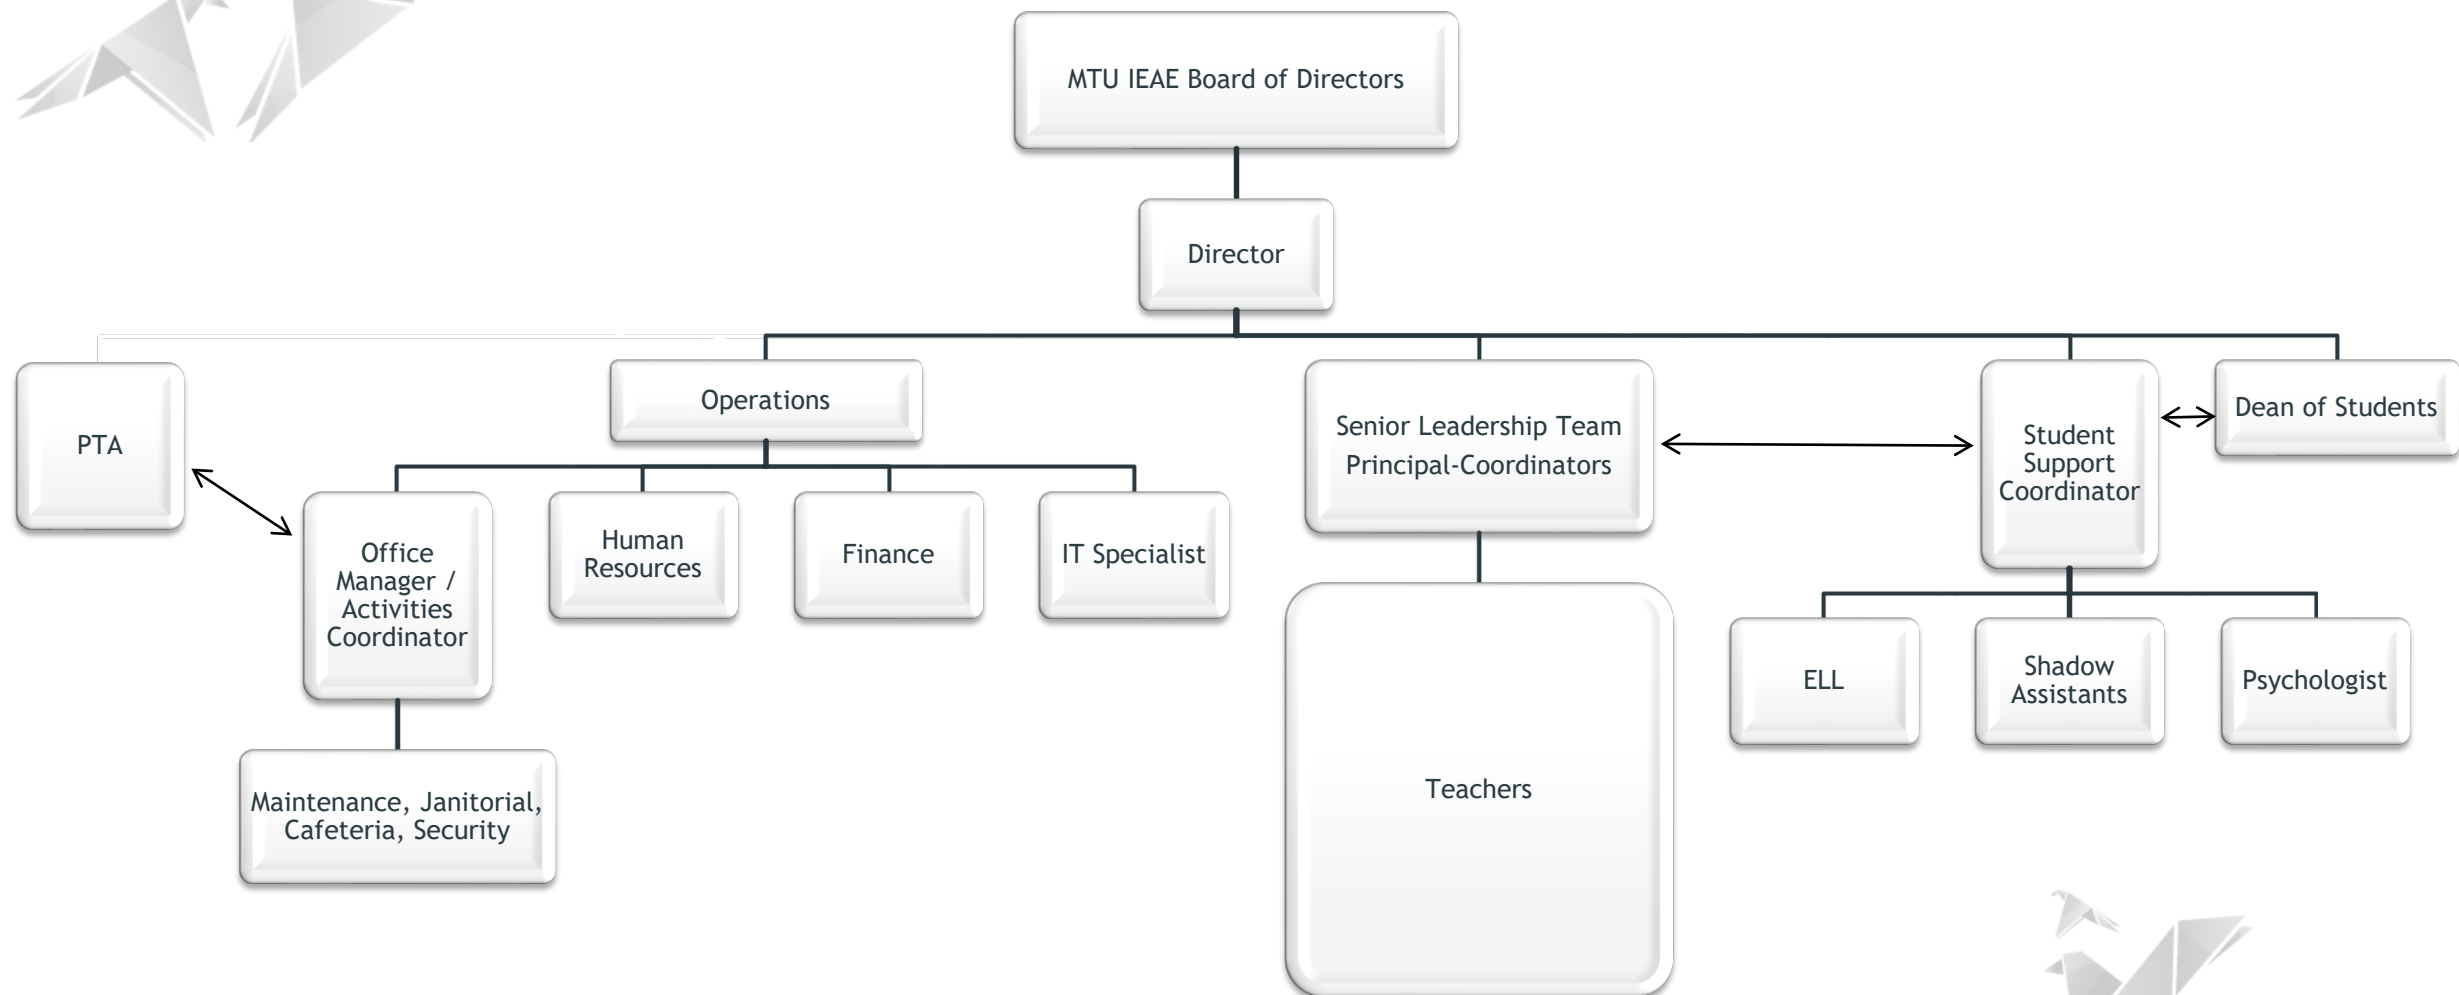 MTU IEAE Board of Directors
Director
PTA
Operations
Senior Leadership Team
Principal-Coordinators
Student
Support
Coordinator
Dean of Students
Office
Manager /
Activities
Coordinator
Human
Resources
Finance
IT Specialist
Maintenance, Janitorial,
Cafeteria, Security
Teachers
ELL
Shadow
Assistants
Psychologist